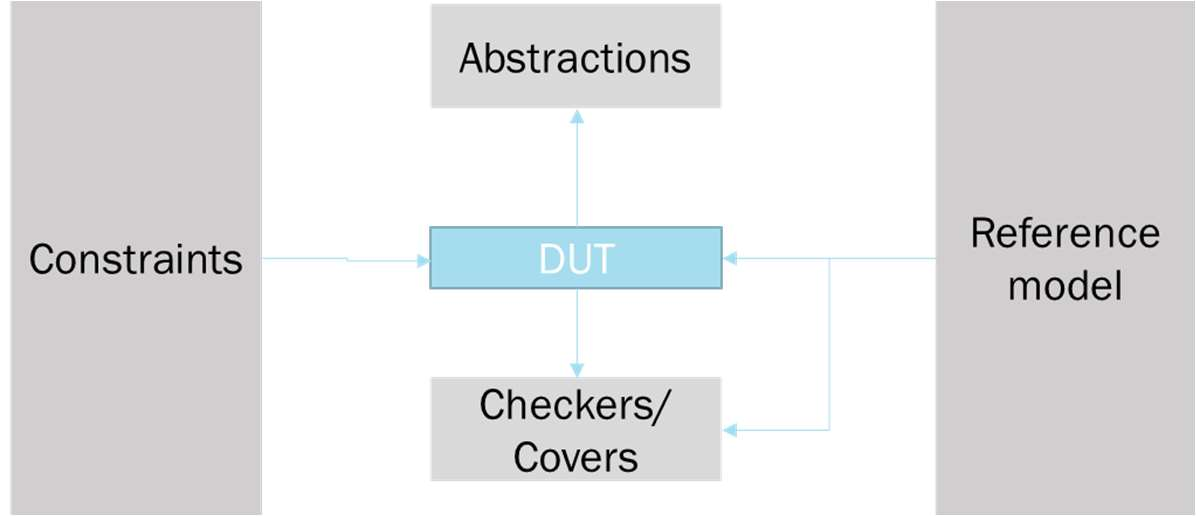 Abstractions
Constraints
DUT
Reference
model
Checkers/
Covers